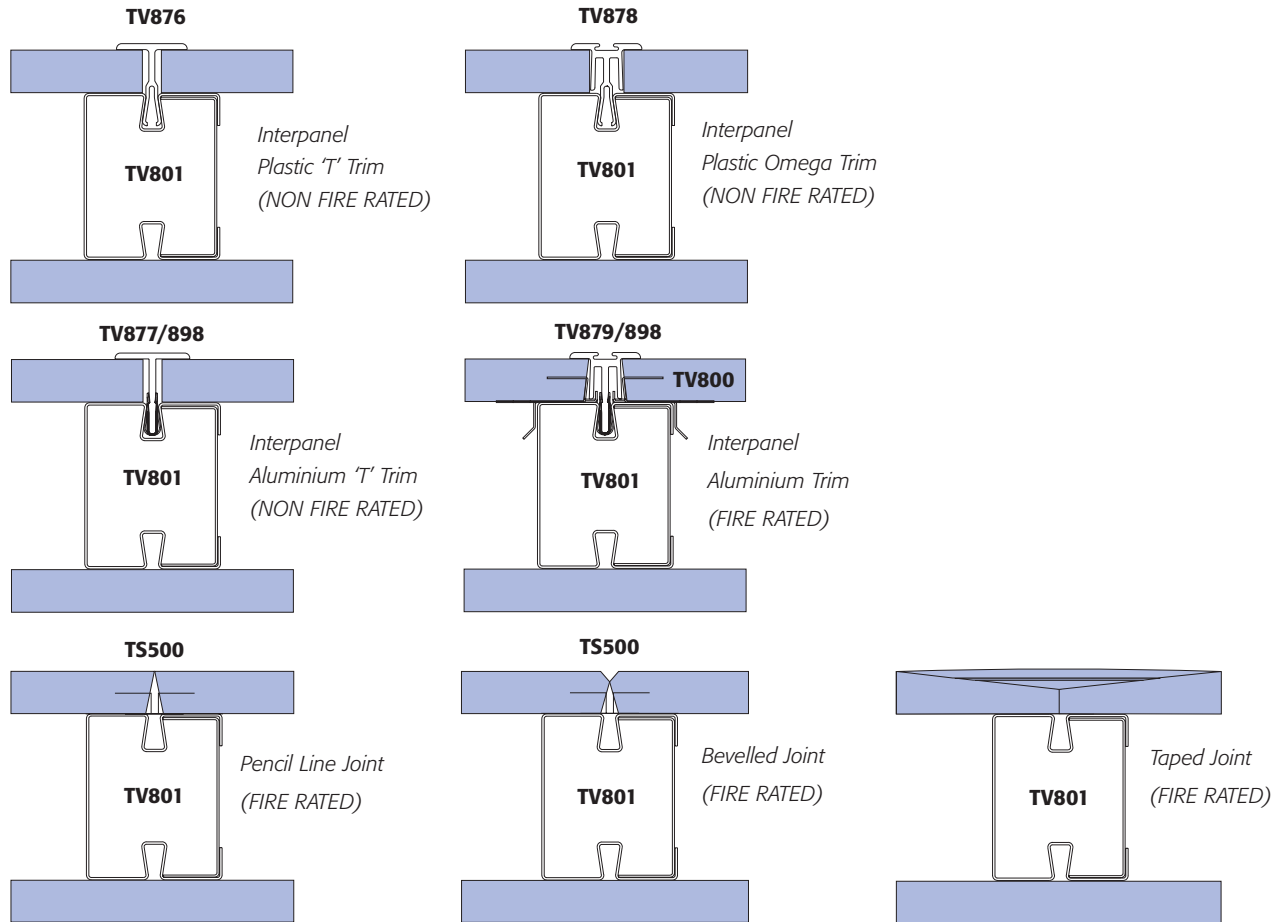 TV876
TV801
Interpanel
Plastic ‘T’ Trim
(NON FIRE RATED)
TV878
TV801
Interpanel
Plastic Omega Trim
(NON FIRE RATED)
TV877/898
TV801
Interpanel
Aluminium ‘T’ Trim
(NON FIRE RATED)
TV879/898
TV800
TV801
Interpanel
Aluminium Trim
(FIRE RATED)
TS500
TV801
Pencil Line Joint
(FIRE RATED)
TS500
TV801
Bevelled Joint
(FIRE RATED)
TV801
Taped Joint
(FIRE RATED)